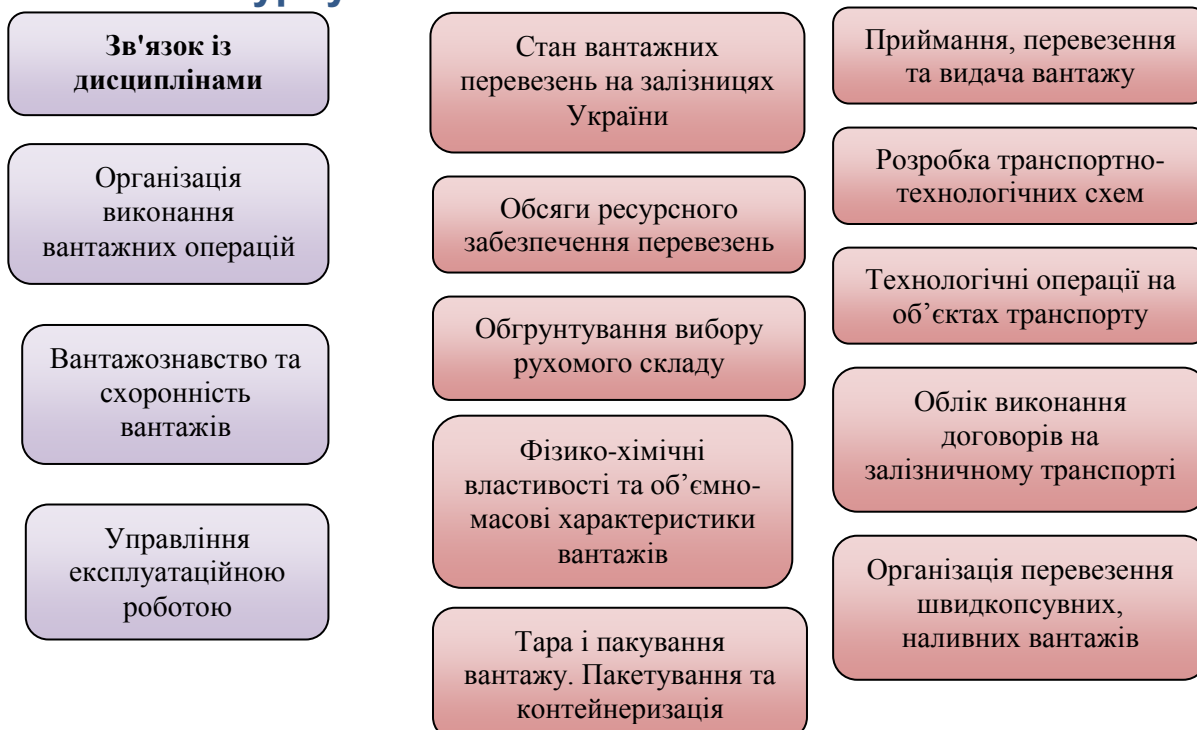 Зв'язок із
дисциплінами
Організація
виконання
вантажних операцій
Вантажознавство та
схоронність
вантажів
Управління
експлуатаційною
роботою
Стан вантажних
перевезень на залізницях
України
Обсяги ресурсного
забезпечення перевезень
Обгрунтування вибору
рухомого складу
Фізико-хімічні
властивості та об’ємно-
масові характеристики
вантажів
Тара і пакування
вантажу. Пакетування та
контейнеризація
Приймання, перевезення
та видача вантажу
Розробка транспортно-
технологічних схем
Технологічні операції на
об’єктах транспорту
Облік виконання
договорів на
залізничному транспорті
Організація перевезення
швидкопсувних,
наливних вантажів